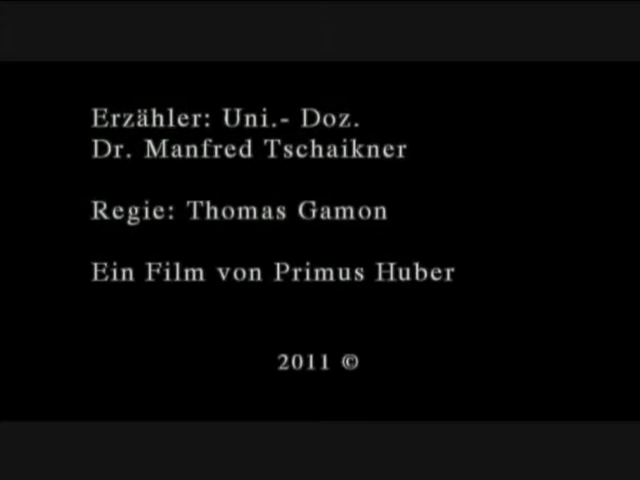 Erzähler: Uni.- Doz.
Dr. Manfred Tschaikner
Regie: Thomas Gamon
Ein Film von Primus Huber
2011 ©